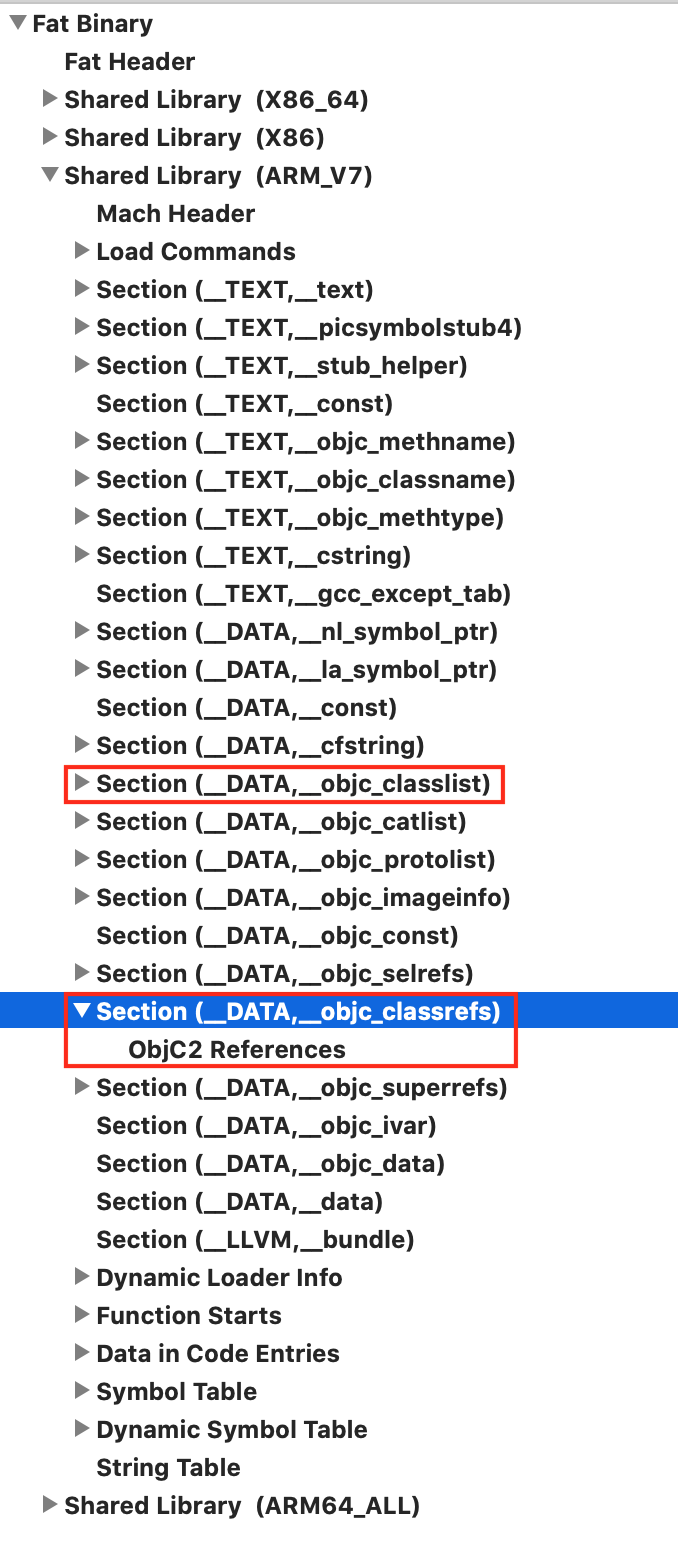 Fat Binary
Fat Header
Shared Library (X86_64)
Shared Library (X86)
Shared Library (ARM_V7)
Mach Header
Load Commands
Section (__TEXT,__text)
Section (__TEXT,__picsymbolstub4)
Section (__TEXT,__stub_helper)
Section (__TEXT,__const)
Section (__TEXT,__objc_methname)
Section (__TEXT,__objc_classname)
Section (__TEXT,__objc_methtype)
Section (__TEXT,__cstring)
Section (__TEXT,__gcc_except_tab)
Section (__DATA,__nl_symbol_ptr)
Section (__DATA,__la_symbol_ptr)
Section (__DATA,__const)
Section (__DATA,__cfstring)
Section (__DATA,__objc_classlist)
Section (__DATA,__objc_catlist)
Section (__DATA,__objc_protolist)
Section (__DATA,__objc_imageinfo)
Section (__DATA,__objc_const)
Section (__DATA,__objc_selrefs)
Section (__DATA,__objc_classrefs)
ObjC2 References
Section (__DATA,__objc_superrefs)
Section (__DATA,__objc_ivar)
Section (__DATA,__objc_data)
Section (__DATA,__data)
Section (__LLVM,__bundle)
Dynamic Loader Info
Function Starts
Data in Code Entries
Symbol Table
Dynamic Symbol Table
String Table
Shared Library (ARM64_ALL)